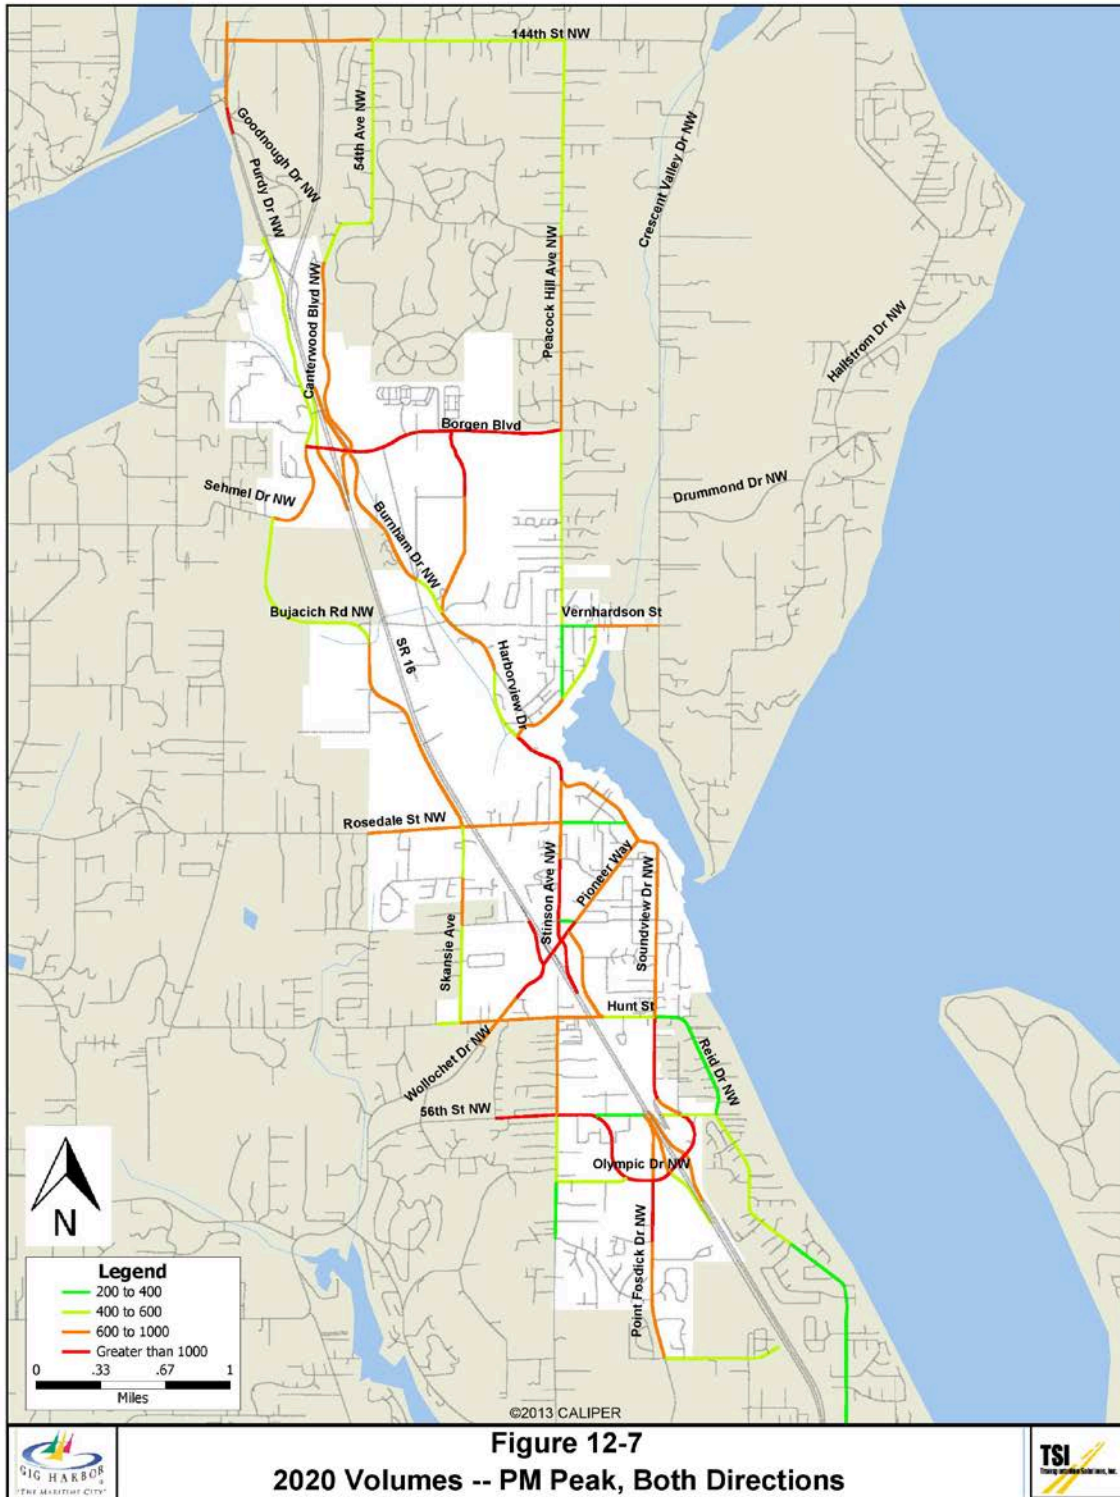 144th St NW
Goodnough Dr NW
54th Ave NW
Purdy Dr NW
Crescent Valley Dr NW
Peacock Hill Ave NW
Canterwood Blvd NW
Hallstrom Dr NW
Borgen Blvd
Sehmel Dr NW
Drummond Dr NW
Burnham Dr NW
Bujacich Rd NW
Vernhardson St
SR 16
Harborview Dr
Rosedale St NW
Stinson Ave NW
Pioneer Way
Soundview Dr NW
Skansie Ave
Hunt St
Wollochet Dr NW
Reid Dr NW
56th St NW
Olympic Dr NW
Point Fosdick Dr NW
N
Legend
200 to 400
400 to 600
600 to 1000
Greater than 1000
0 .33 .67 1
Miles
©2013 CALIPER
GIG HARBOR
"THE MARITIME CITY"
Figure 12-7
2020 Volumes -- PM Peak, Both Directions
TSI
Transportation Solutions, Inc.